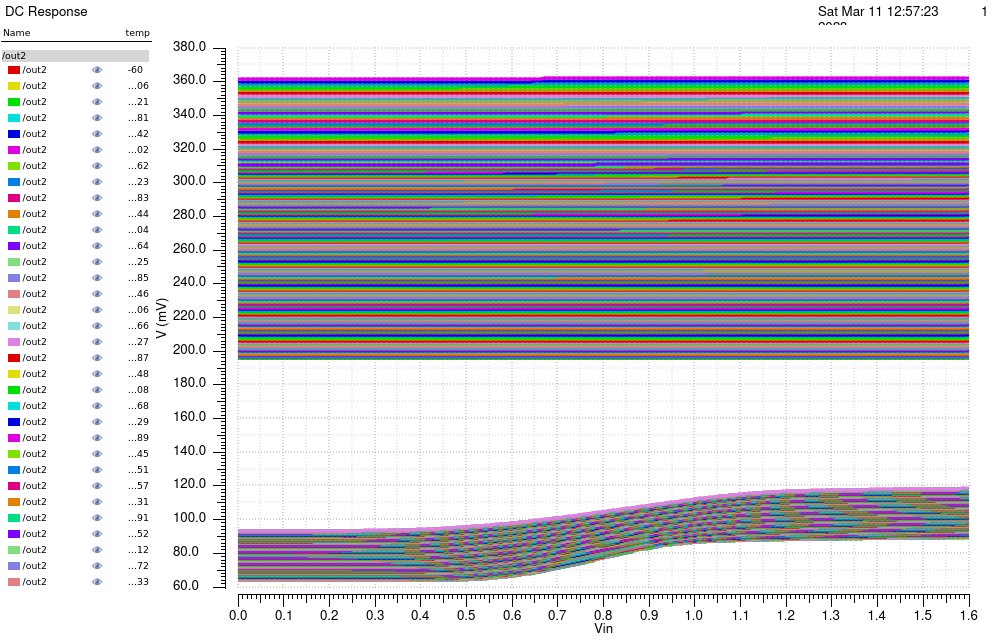 DC Response
Sat Mar 11 12:57:23 1
Name temp
/out2
/out2 -60
/out2 ...06
/out2 ...21
/out2 ...81
/out2 ...42
/out2 ...02
/out2 ...62
/out2 ...23
/out2 ...83
/out2 ...44
/out2 ...04
/out2 ...64
/out2 ...25
/out2 ...85
/out2 ...46
/out2 ...06
/out2 ...66
/out2 ...27
/out2 ...87
/out2 ...48
/out2 ...08
/out2 ...68
/out2 ...29
/out2 ...89
/out2 ...45
/out2 ...51
/out2 ...57
/out2 ...31
/out2 ...91
/out2 ...52
/out2 ...12
/out2 ...72
/out2 ...33
V (mV)
380.0
360.0
340.0
320.0
300.0
280.0
260.0
240.0
220.0
200.0
180.0
160.0
140.0
120.0
100.0
80.0
60.0
0.0 0.1 0.2 0.3 0.4 0.5 0.6 0.7 0.8 0.9 1.0 1.1 1.2 1.3 1.4 1.5 1.6
Vin